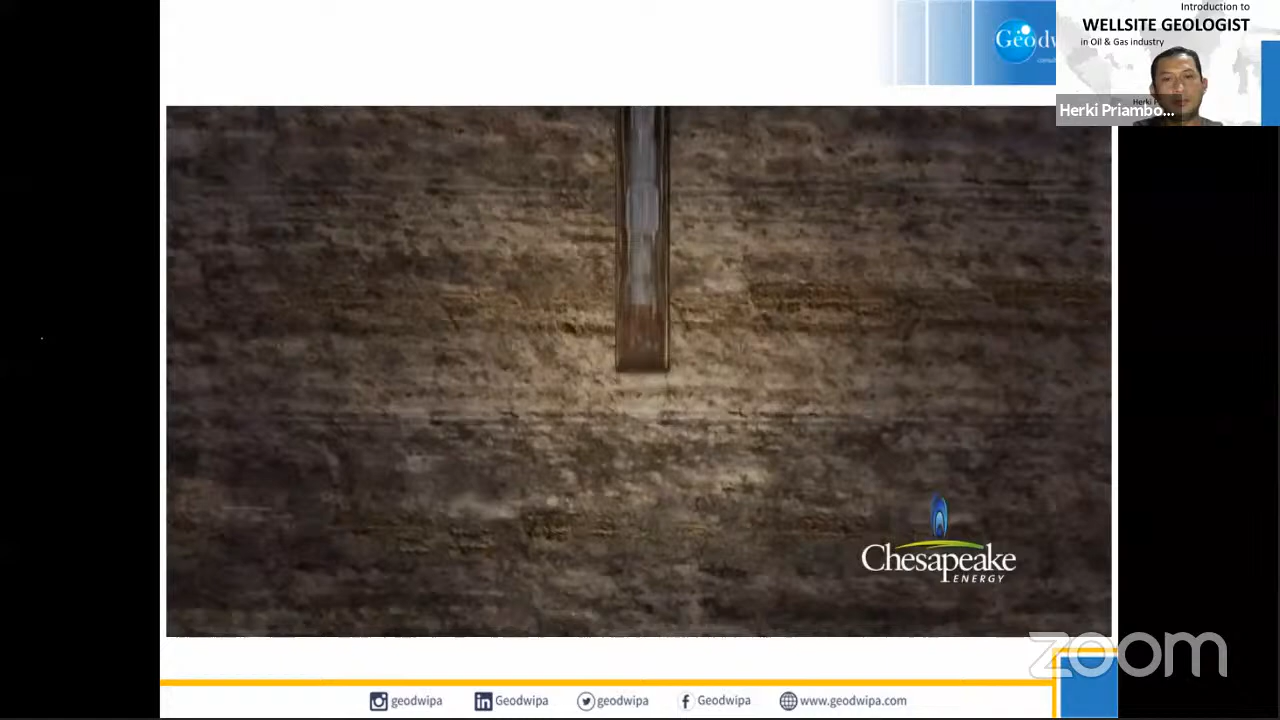 Introduction to
WELLSITE GEOLOGIST
in Oil & Gas industry
Herki Priambo...
Chesapeake
ENERGY
zoom
geodwipa Geodwipa geodwipa Geodwipa www.geodwipa.com